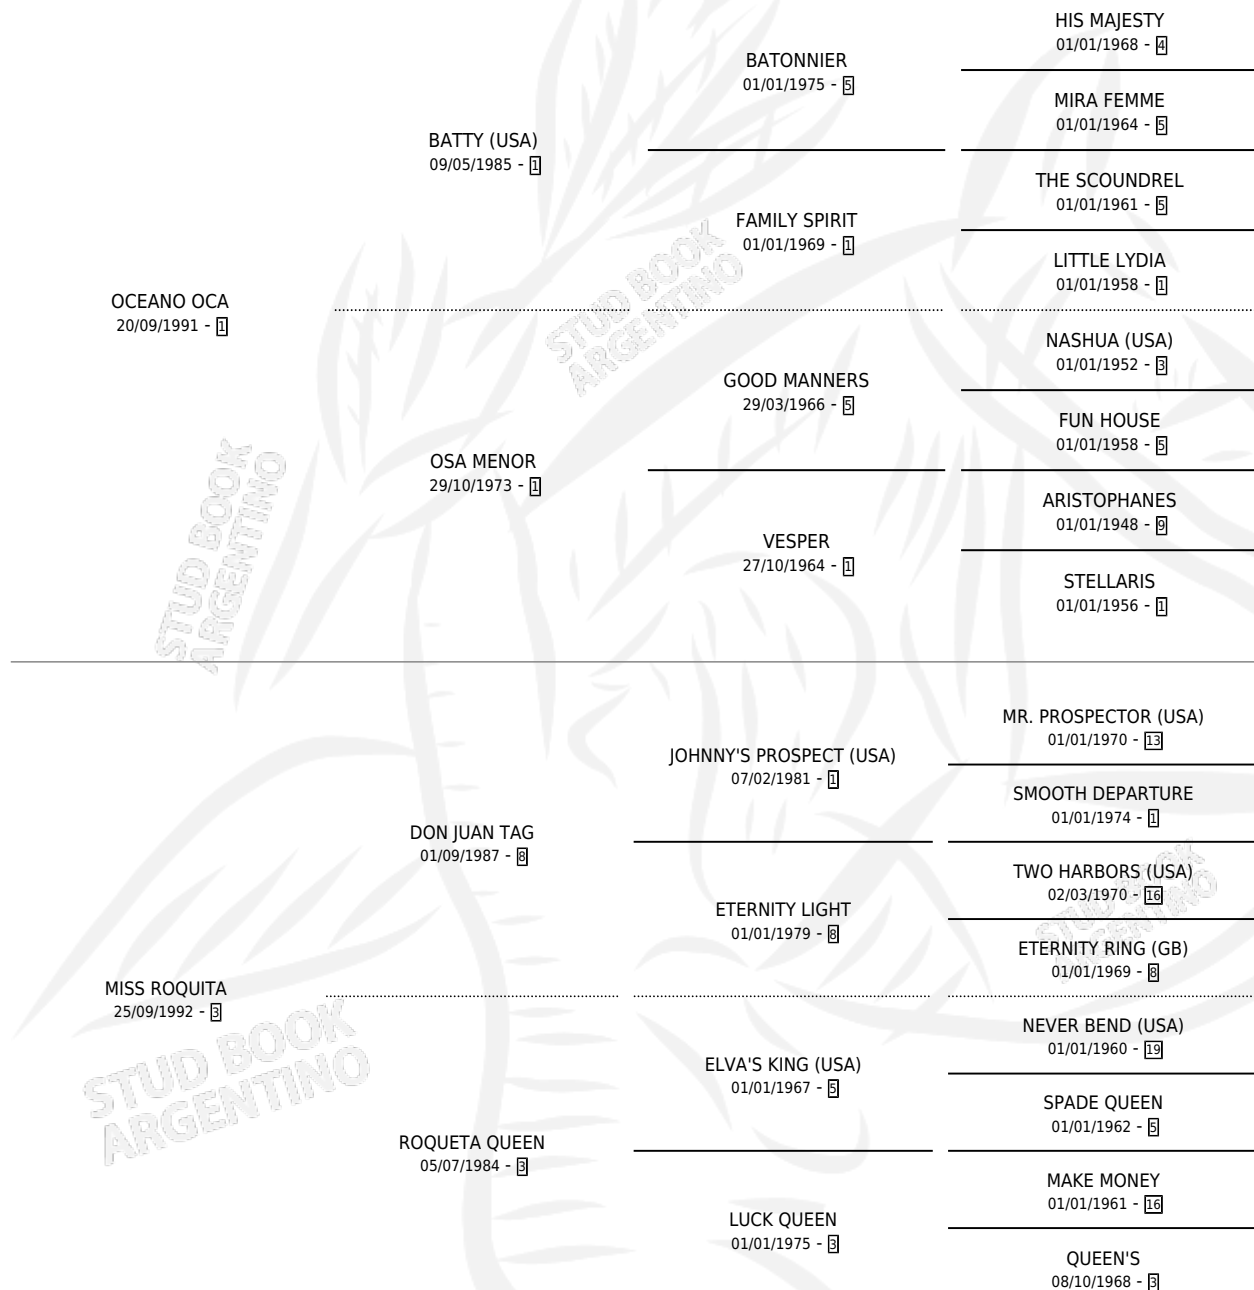 HIS MAJESTY
01/01/1968 - 4
BATONNIER
01/01/1975 - 5
MIRA FEMME
01/01/1964 - 5
BATTY (USA)
09/05/1985 - 1
THE SCOUNDREL
01/01/1961 - 5
FAMILY SPIRIT
01/01/1969 - 1
LITTLE LYDIA
01/01/1958 - 1
OCEANO OCA
20/09/1991 - 1
NASHUA (USA)
01/01/1952 - 3
GOOD MANNERS
29/03/1966 - 5
FUN HOUSE
01/01/1958 - 5
OSA MENOR
29/10/1973 - 1
ARISTOPHANES
01/01/1948 - 9
VESPER
27/10/1964 - 1
STELLARIS
01/01/1956 - 1
STUD BOOK
ARGENTINO
STUD BOOK
ARGENTINO
MR. PROSPECTOR (USA)
01/01/1970 - 13
JOHNNY'S PROSPECT (USA)
07/02/1981 - 1
SMOOTH DEPARTURE
01/01/1974 - 1
DON JUAN TAG
01/09/1987 - 8
TWO HARBORS (USA)
02/03/1970 - 16
ETERNITY LIGHT
01/01/1979 - 8
ETERNITY RING (GB)
01/01/1969 - 8
MISS ROQUITA
25/09/1992 - 3
NEVER BEND (USA)
01/01/1960 - 19
ELVA'S KING (USA)
01/01/1967 - 5
SPADE QUEEN
01/01/1962 - 5
ROQUETA QUEEN
05/07/1984 - 3
MAKE MONEY
01/01/1961 - 16
LUCK QUEEN
01/01/1975 - 3
QUEEN'S
08/10/1968 - 3
STUD BOOK
ARGENTINO
STUD BOOK
ARGENTINO